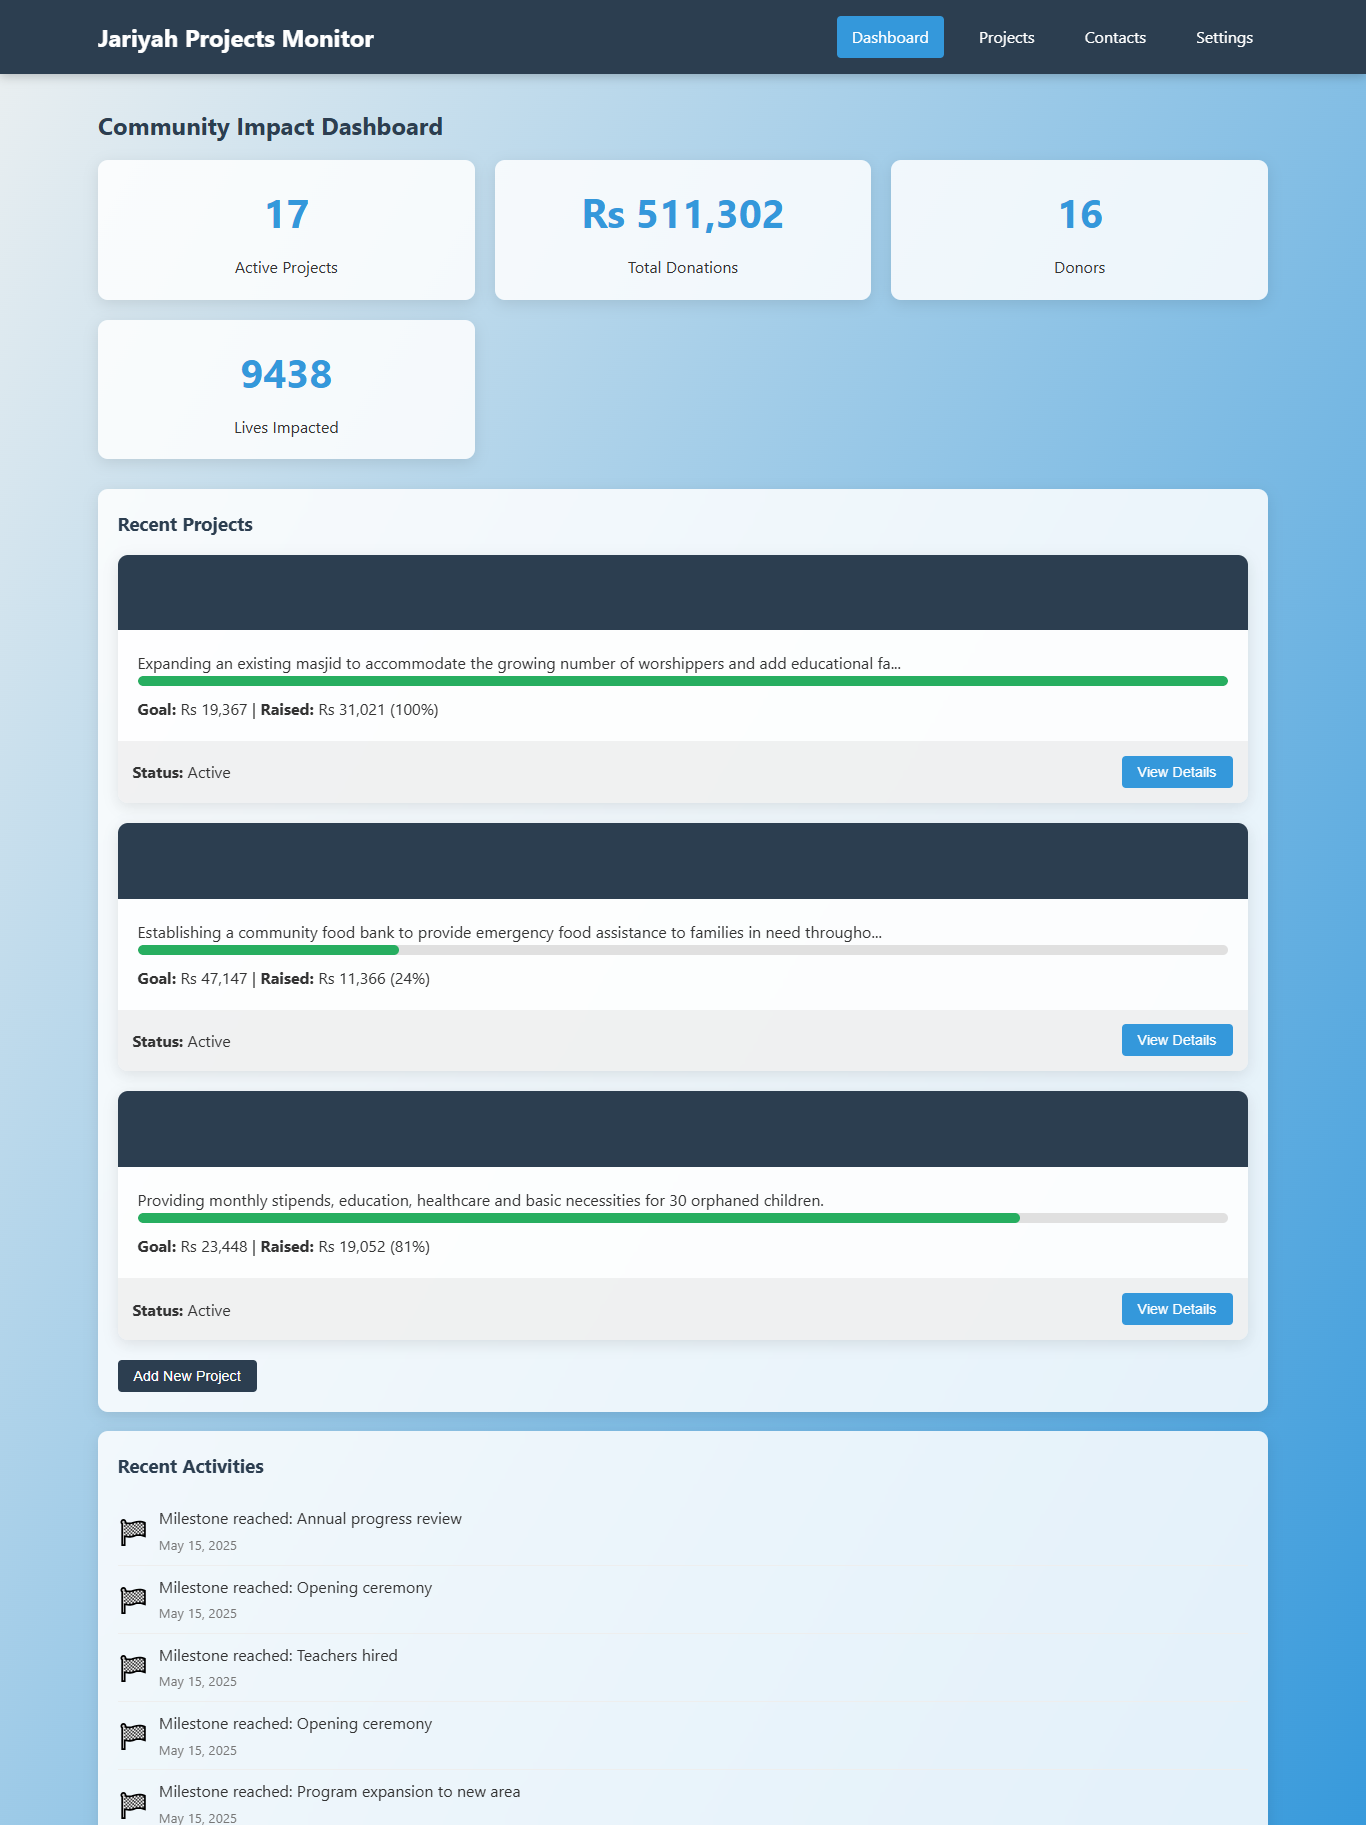 Jariyah Projects Monitor
Dashboard
Projects
Contacts
Settings
Community Impact Dashboard
17
Active Projects
Rs 511,302
Total Donations
16
Donors
9438
Lives Impacted
Recent Projects
Expanding an existing masjid to accommodate the growing number of worshippers and add educational fa...
Goal: Rs 19,367 | Raised: Rs 31,021 (100%)
Status: Active
View Details
Establishing a community food bank to provide emergency food assistance to families in need througho...
Goal: Rs 47,147 | Raised: Rs 11,366 (24%)
Status: Active
View Details
Providing monthly stipends, education, healthcare and basic necessities for 30 orphaned children.
Goal: Rs 23,448 | Raised: Rs 19,052 (81%)
Status: Active
View Details
Add New Project
Recent Activities
Milestone reached: Annual progress review
May 15, 2025
Milestone reached: Opening ceremony
May 15, 2025
Milestone reached: Teachers hired
May 15, 2025
Milestone reached: Opening ceremony
May 15, 2025
Milestone reached: Program expansion to new area
May 15, 2025